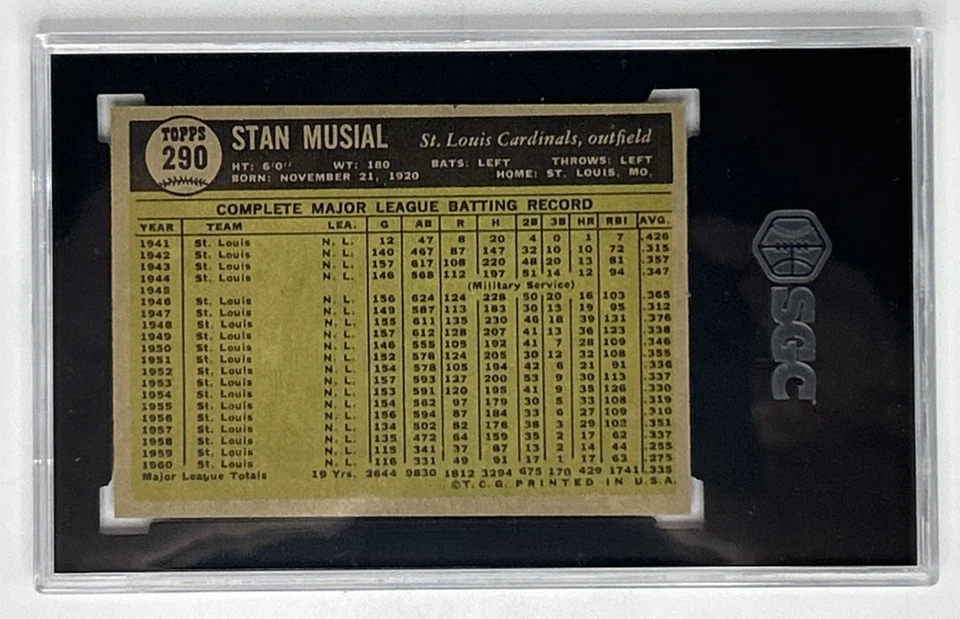 TOPPS
290
STAN MUSIAL St. Louis Cardinals, outfield
HT: 6'0" WT: 180 BATS: LEFT THROWS: LEFT
BORN: NOVEMBER 21, 1920 HOME: ST. LOUIS, MO.
COMPLETE MAJOR LEAGUE BATTING RECORD
YEAR TEAM LEA. G AB R H 2B 3B HR RBI AVG.
1941 St. Louis N. L. 12 47 8 20 4 0 1 7 .426
1942 St. Louis N. L. 140 467 87 147 32 10 10 72 .315
1943 St. Louis N. L. 157 617 108 220 48 20 13 81 .357
1944 St. Louis N. L. 146 568 112 197 51 14 12 94 .347
1945 (Military Service)
1946 St. Louis N. L. 156 624 124 228 50 20 16 103 .365
1947 St. Louis N. L. 149 587 113 183 30 13 19 95 .312
1948 St. Louis N. L. 155 611 135 230 46 18 39 131 .376
1949 St. Louis N. L. 157 612 128 207 41 13 36 123 .338
1950 St. Louis N. L. 146 555 105 192 41 7 28 109 .346
1951 St. Louis N. L. 152 578 124 205 30 12 32 108 .355
1952 St. Louis N. L. 154 578 105 194 42 6 21 91 .336
1953 St. Louis N. L. 157 593 127 200 53 9 30 113 .337
1954 St. Louis N. L. 153 591 120 195 41 9 35 126 .330
1955 St. Louis N. L. 154 562 97 179 30 5 33 108 .319
1956 St. Louis N. L. 156 594 87 184 33 6 27 109 .310
1957 St. Louis N. L. 134 502 82 176 38 3 29 102 .351
1958 St. Louis N. L. 135 472 64 159 35 2 17 62 .337
1959 St. Louis N. L. 115 341 37 87 13 2 14 44 .255
1960 St. Louis N. L. 116 331 49 91 17 1 17 63 .275
Major League Totals 19 Yrs. 2644 9830 1812 3294 675 170 429 1741 .335
©T.C.G. PRINTED IN U.S.A.
SGC